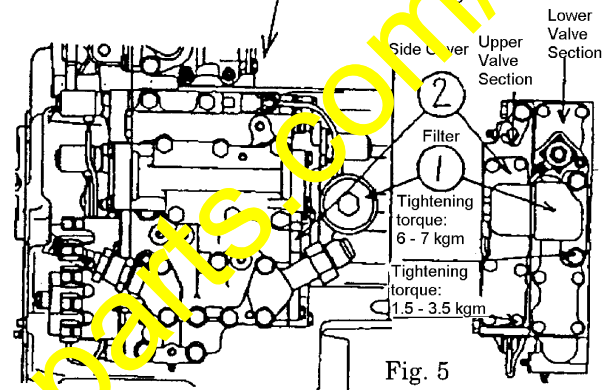 Lower
Valve
Section
Side Cover
Upper
Valve
Section
2
Filter
1
Tightening
torque:
6 - 7 kgm
Tightening
torque:
1.5 - 3.5 kgm
Fig. 5
parts.com